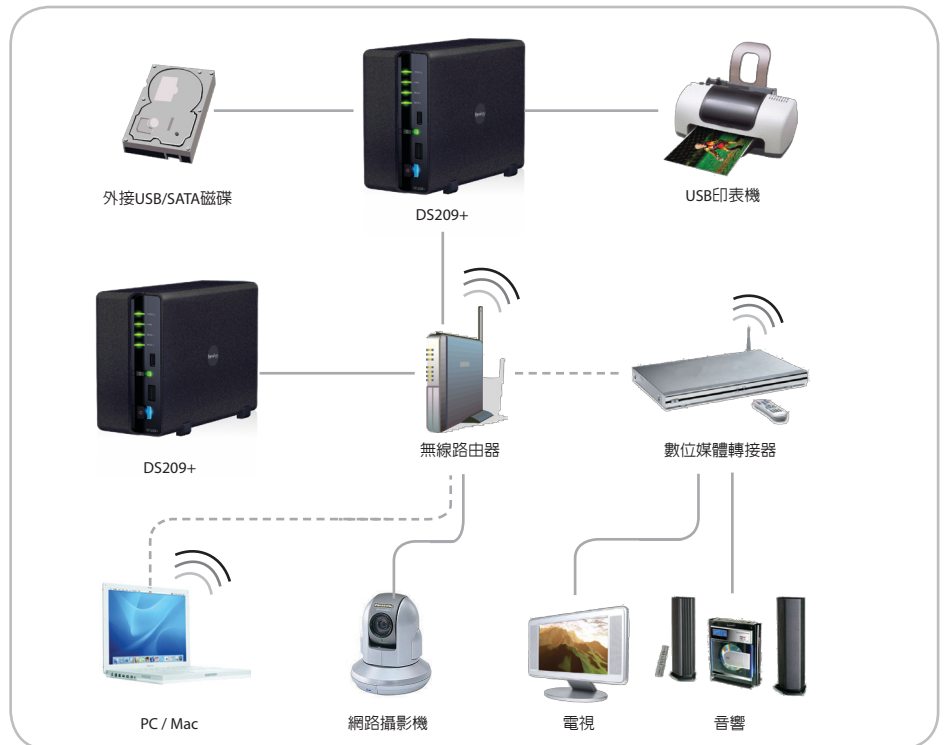 外接USB/SATA磁碟
DS209+
USB印表機
DS209+
無線路由器
數位媒體轉接器
PC / Mac
網路攝影機
電視
音響